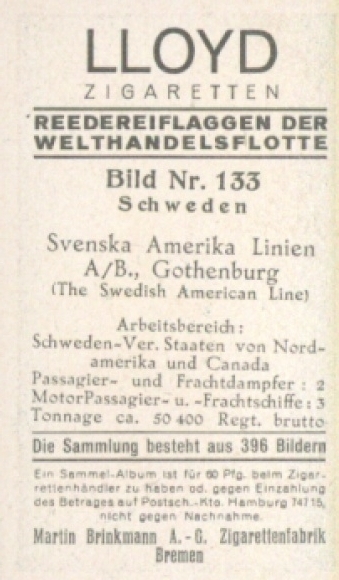 LLOYD
ZIGARETTEN
REEDEREIFLAGGEN DER
WELTHANDELSFLOTTE
Bild Nr. 133
Schweden
Svenska Amerika Linien
A/B., Gothenburg
(The Swedish American Line)
Arbeitsbereich:
Schweden-Ver. Staaten von Nord-
amerika und Canada
Passagier- und Frachtdampfer: 2
MotorPassagier- u. -Frachtschiffe: 3
Tonnage ca. 50 400 Regt. brutto
Die Sammlung besteht aus 396 Bildern
Ein Sammel-Album ist für 60 Pfg. beim Zigar-
rettenhändler zu haben od. gegen Einzahlung
des Betrages auf Postsch.-Kto. Hamburg 74715,
nicht gegen Nachnahme.
Martin Brinkmann A.-G. Zigarettenfabrik
Bremen